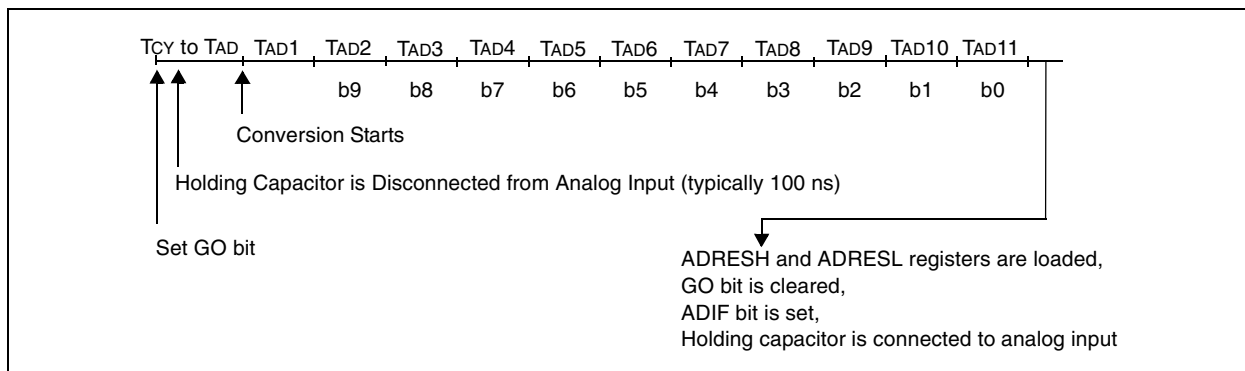 TCY to TAD TAD1 TAD2 TAD3 TAD4 TAD5 TAD6 TAD7 TAD8 TAD9 TAD10 TAD11
b9 b8 b7 b6 b5 b4 b3 b2 b1 b0
Conversion Starts
Holding Capacitor is Disconnected from Analog Input (typically 100 ns)
Set GO bit
ADRESH and ADRESL registers are loaded,
GO bit is cleared,
ADIF bit is set,
Holding capacitor is connected to analog input